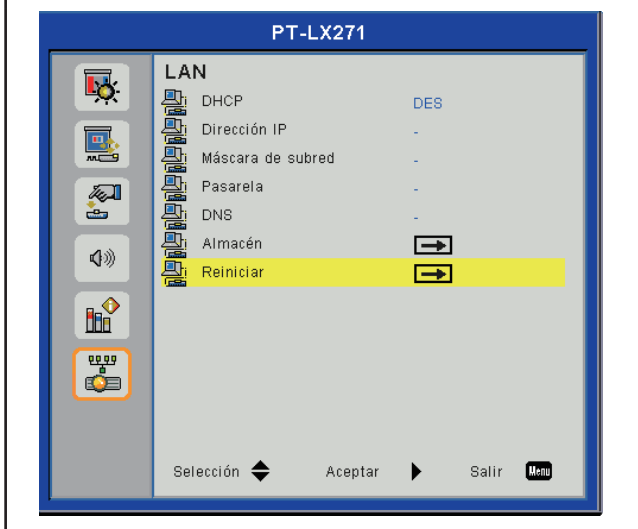 PT-LX271
LAN
DHCP DES
Dirección IP -
Máscara de subred -
Pasarela -
DNS -
Almacén
Reiniciar
Selección Aceptar Salir Menu